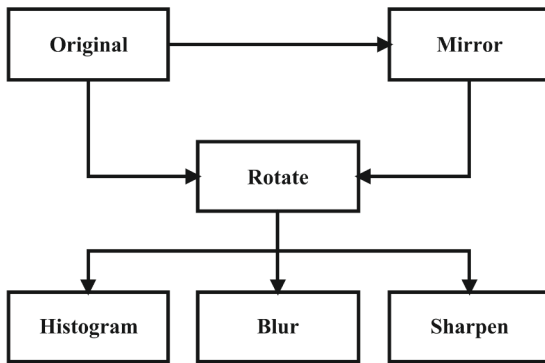 Original
Mirror
Rotate
Histogram
Blur
Sharpen